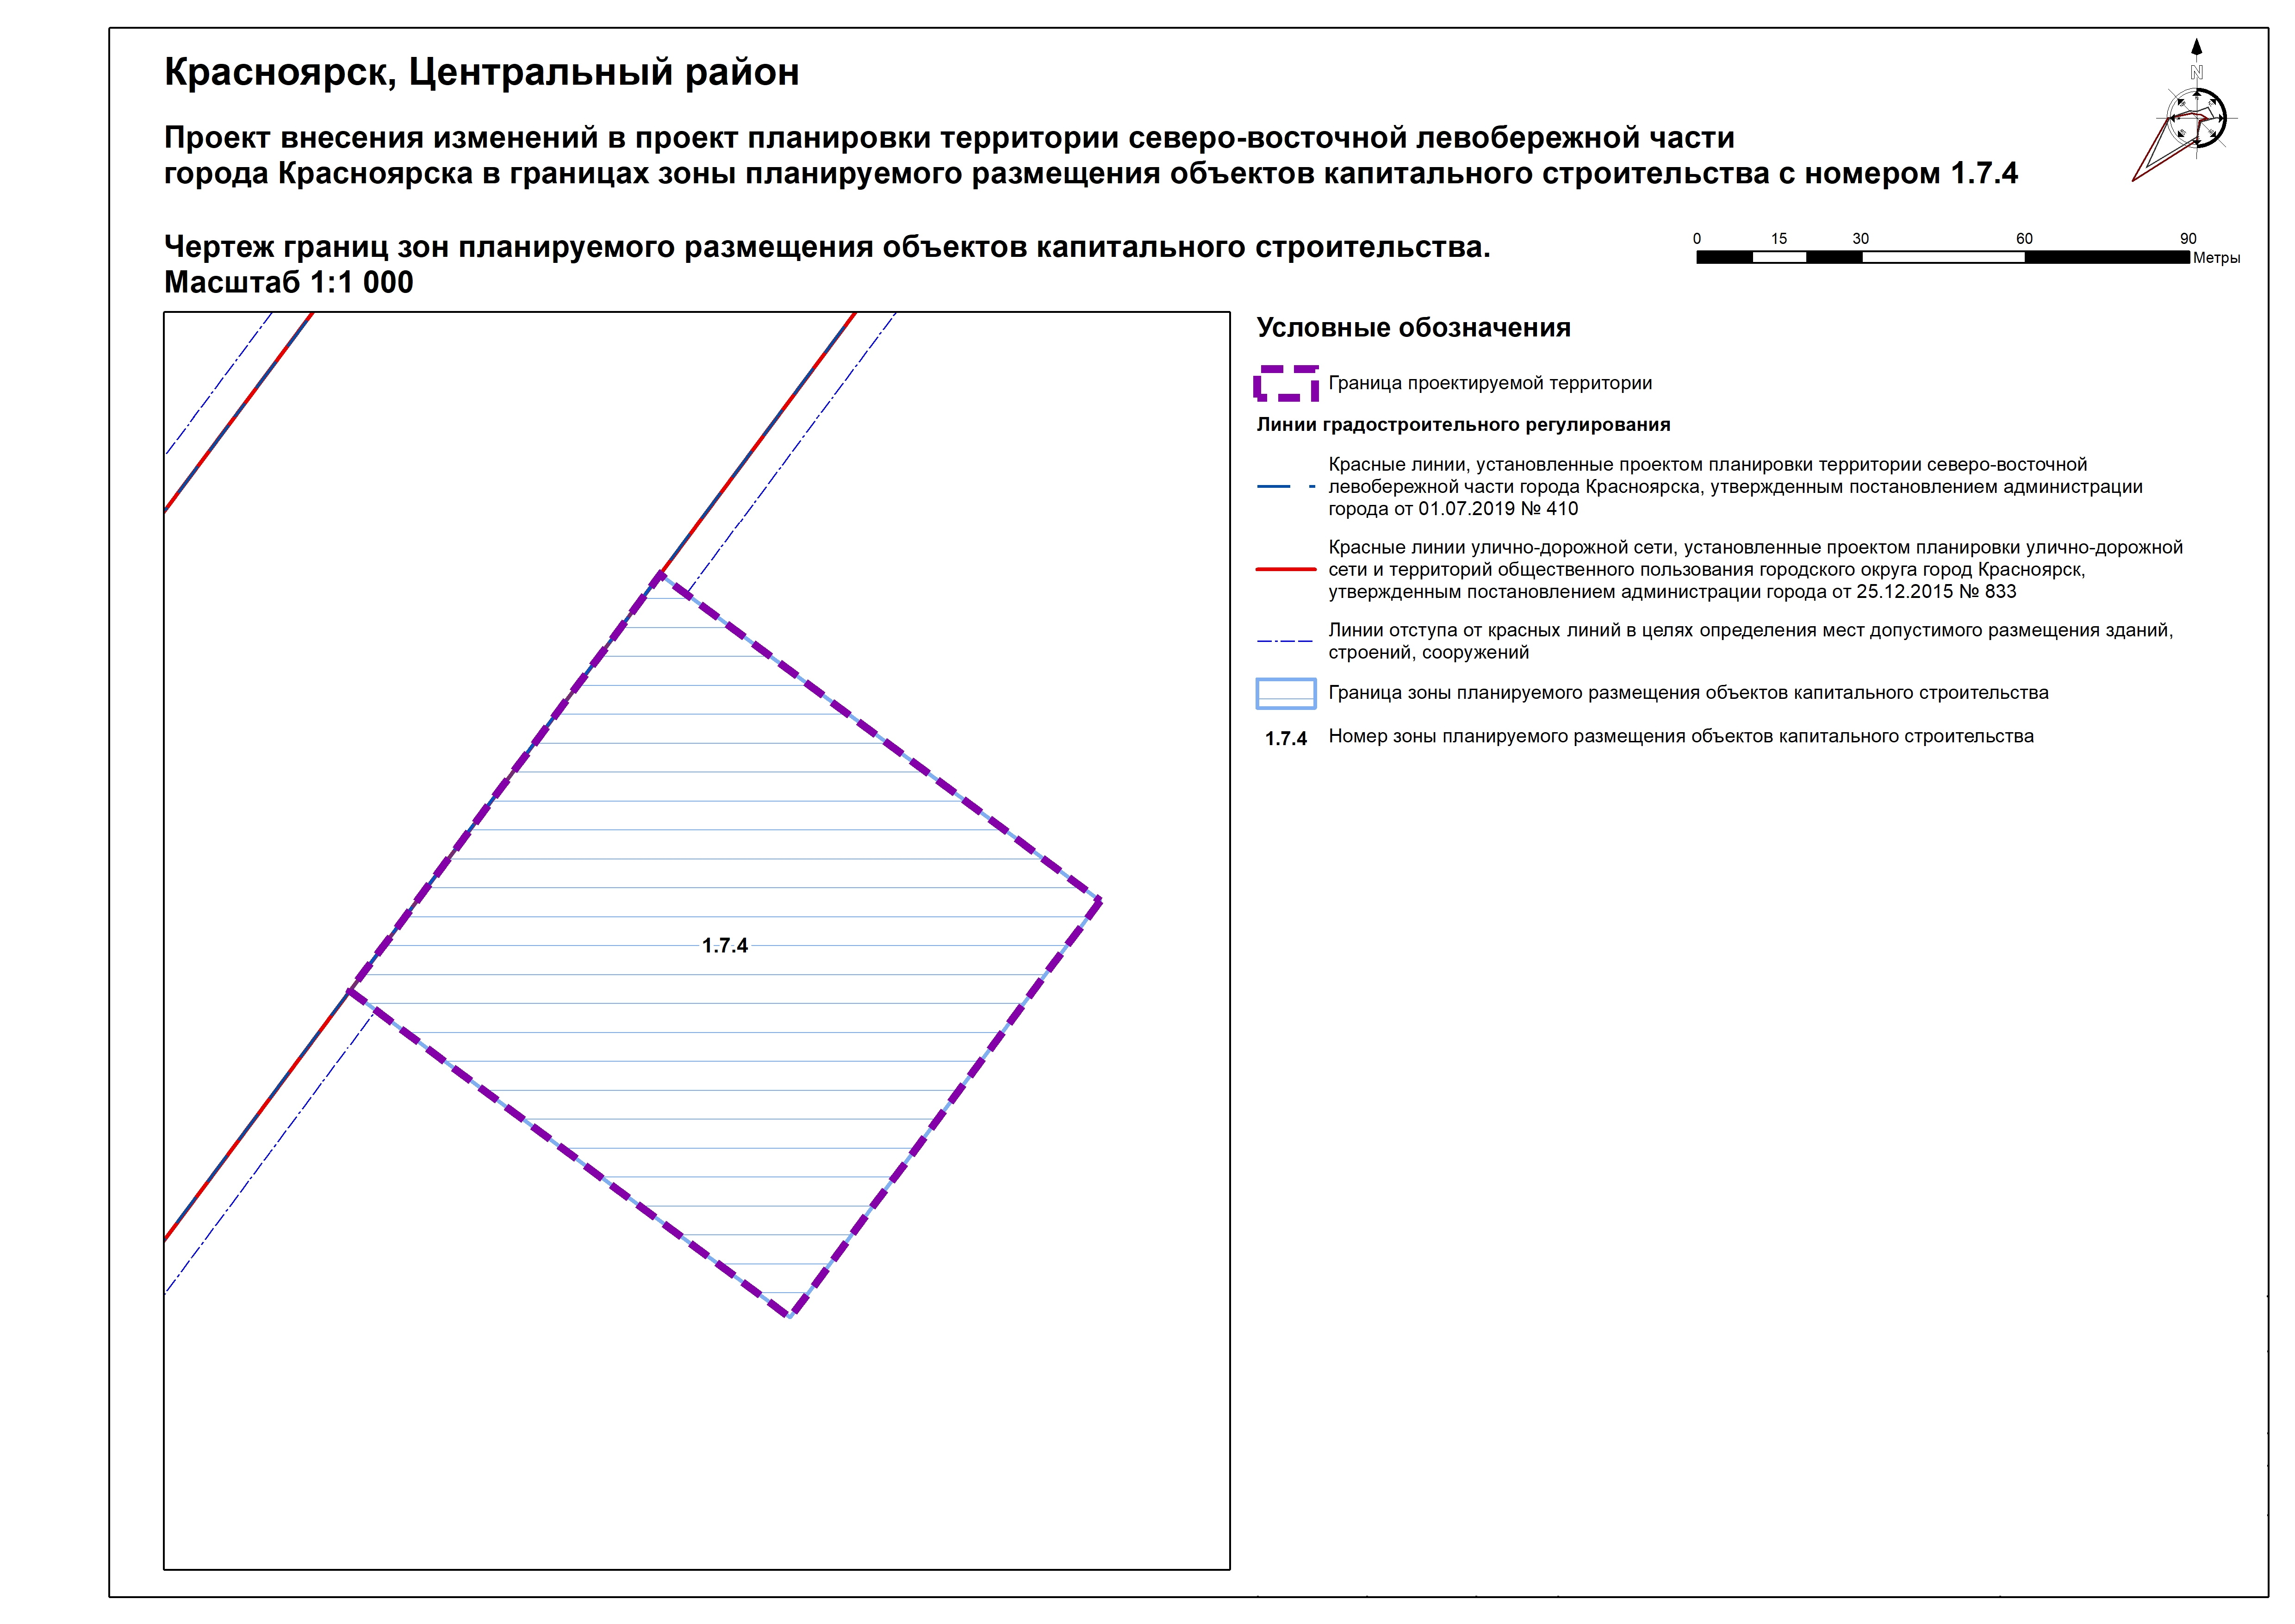 Красноярск, Центральный район
Проект внесения изменений в проект планировки территории северо-восточной левобережной части
города Красноярска в границах зоны планируемого размещения объектов капитального строительства с номером 1.7.4
N
Чертеж границ зон планируемого размещения объектов капитального строительства.
Масштаб 1:1 000
0 15 30 60 90
Метры
Условные обозначения
Граница проектируемой территории
Линии градостроительного регулирования
Красные линии, установленные проектом планировки территории северо-восточной
левобережной части города Красноярска, утвержденным постановлением администрации
города от 01.07.2019 № 410
Красные линии улично-дорожной сети, установленные проектом планировки улично-дорожной
сети и территорий общественного пользования городского округа город Красноярск,
утвержденным постановлением администрации города от 25.12.2015 № 833
Линии отступа от красных линий в целях определения мест допустимого размещения зданий,
строений, сооружений
Граница зоны планируемого размещения объектов капитального строительства
1.7.4 Номер зоны планируемого размещения объектов капитального строительства
1.7.4